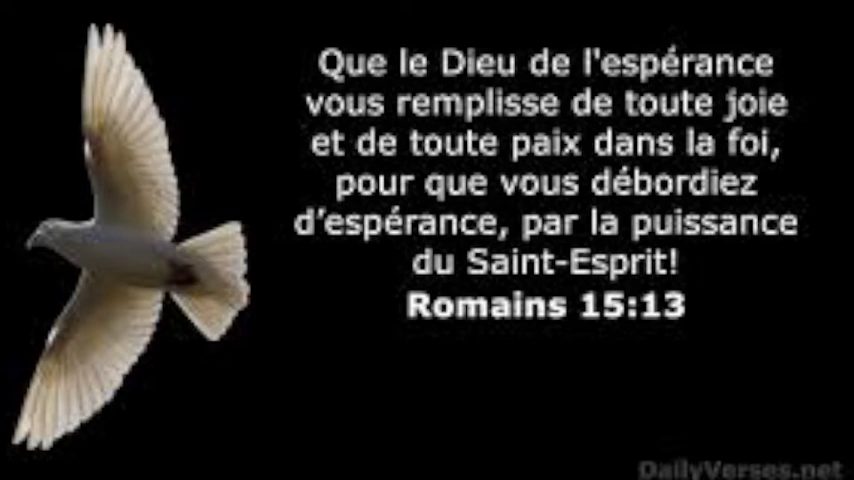 Que le Dieu de l'espérance
vous remplisse de toute joie
et de toute paix dans la foi,
pour que vous débordiez
d’espérance, par la puissance
du Saint-Esprit!
Romains 15:13
DailyVerses.net